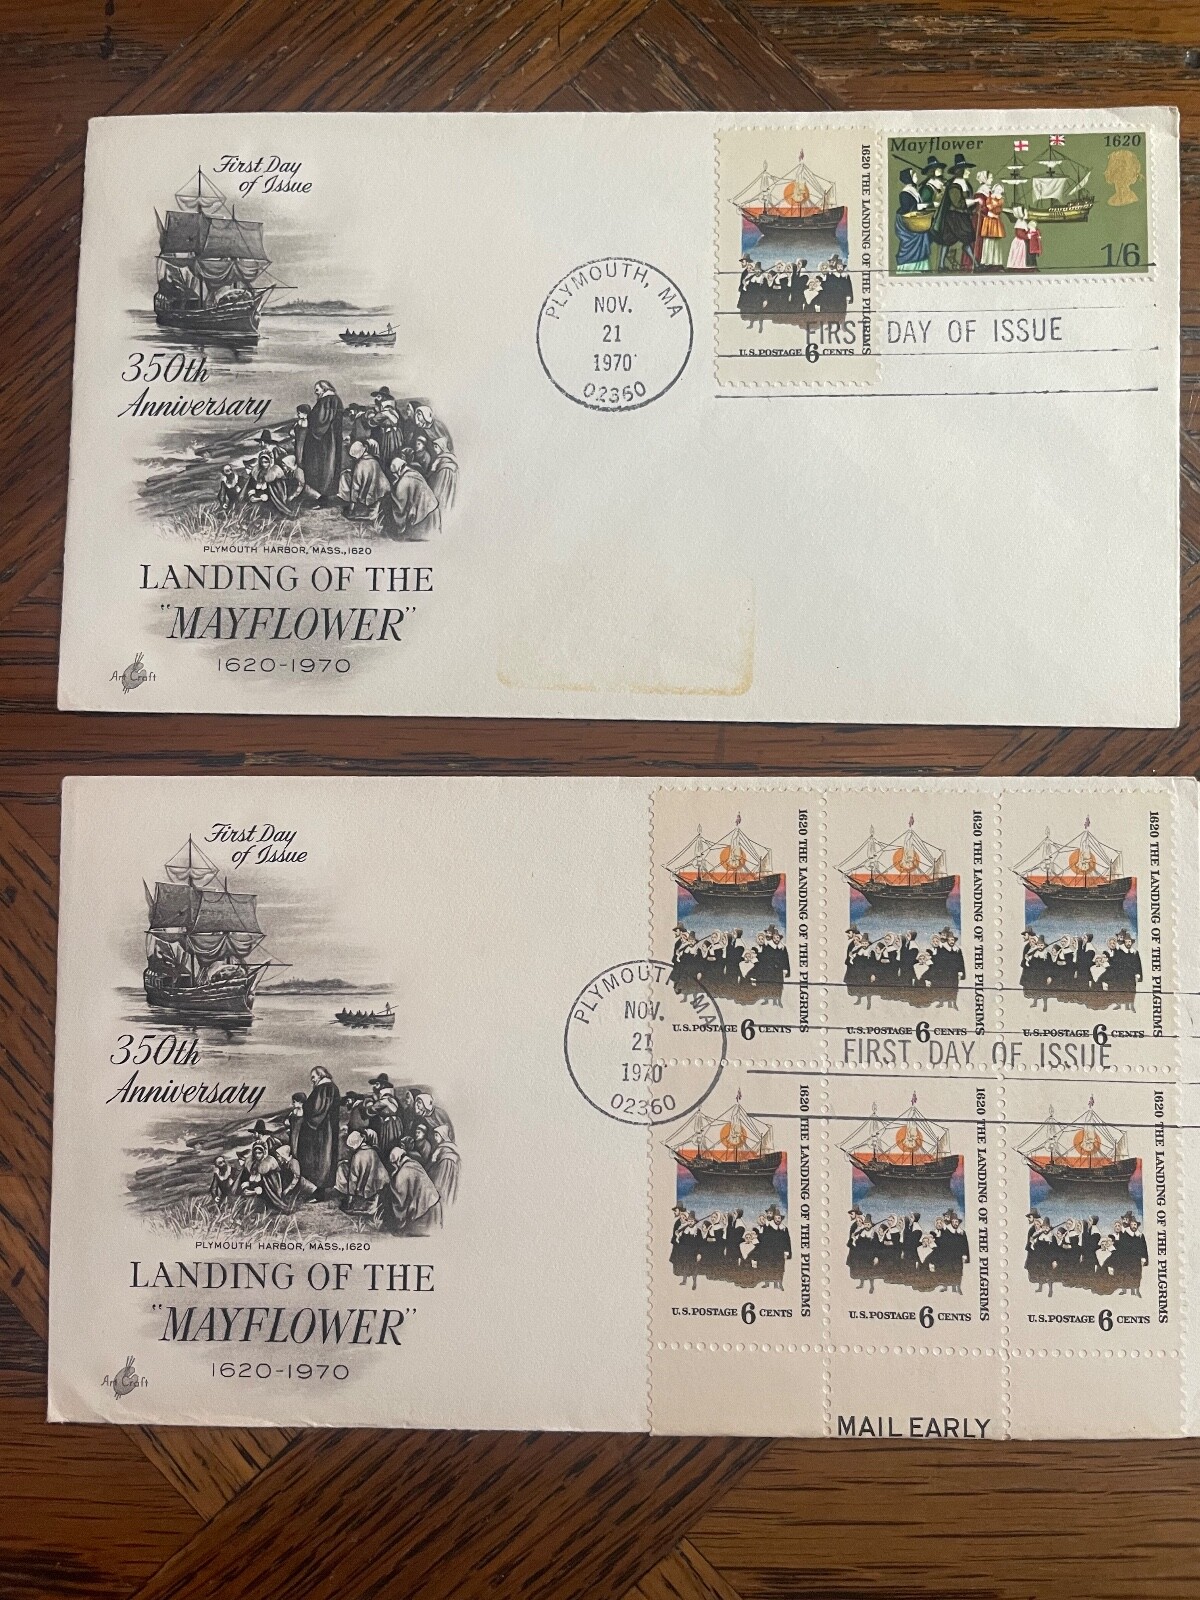 First Day
of Issue
350th
Anniversary
PLYMOUTH HARBOR, MASS., 1620
LANDING OF THE
"MAYFLOWER"
1620-1970
Art Craft
PLYMOUTH, MA
NOV.
21
1970
02360
1620 THE LANDING OF THE PILGRIMS
U.S. POSTAGE 6 CENTS
Mayflower 1620
1/6
FIRST DAY OF ISSUE
First Day
of Issue
350th
Anniversary
PLYMOUTH HARBOR, MASS., 1620
LANDING OF THE
"MAYFLOWER"
1620-1970
Art Craft
PLYMOUTH, MA
NOV.
21
1970
02360
1620 THE LANDING OF THE PILGRIMS
1620 THE LANDING OF THE PILGRIMS
1620 THE LANDING OF THE PILGRIMS
U.S. POSTAGE 6 CENTS
U.S. POSTAGE 6 CENTS
U.S. POSTAGE 6 CENTS
FIRST DAY OF ISSUE
1620 THE LANDING OF THE PILGRIMS
1620 THE LANDING OF THE PILGRIMS
1620 THE LANDING OF THE PILGRIMS
U.S. POSTAGE 6 CENTS
U.S. POSTAGE 6 CENTS
U.S. POSTAGE 6 CENTS
MAIL EARLY